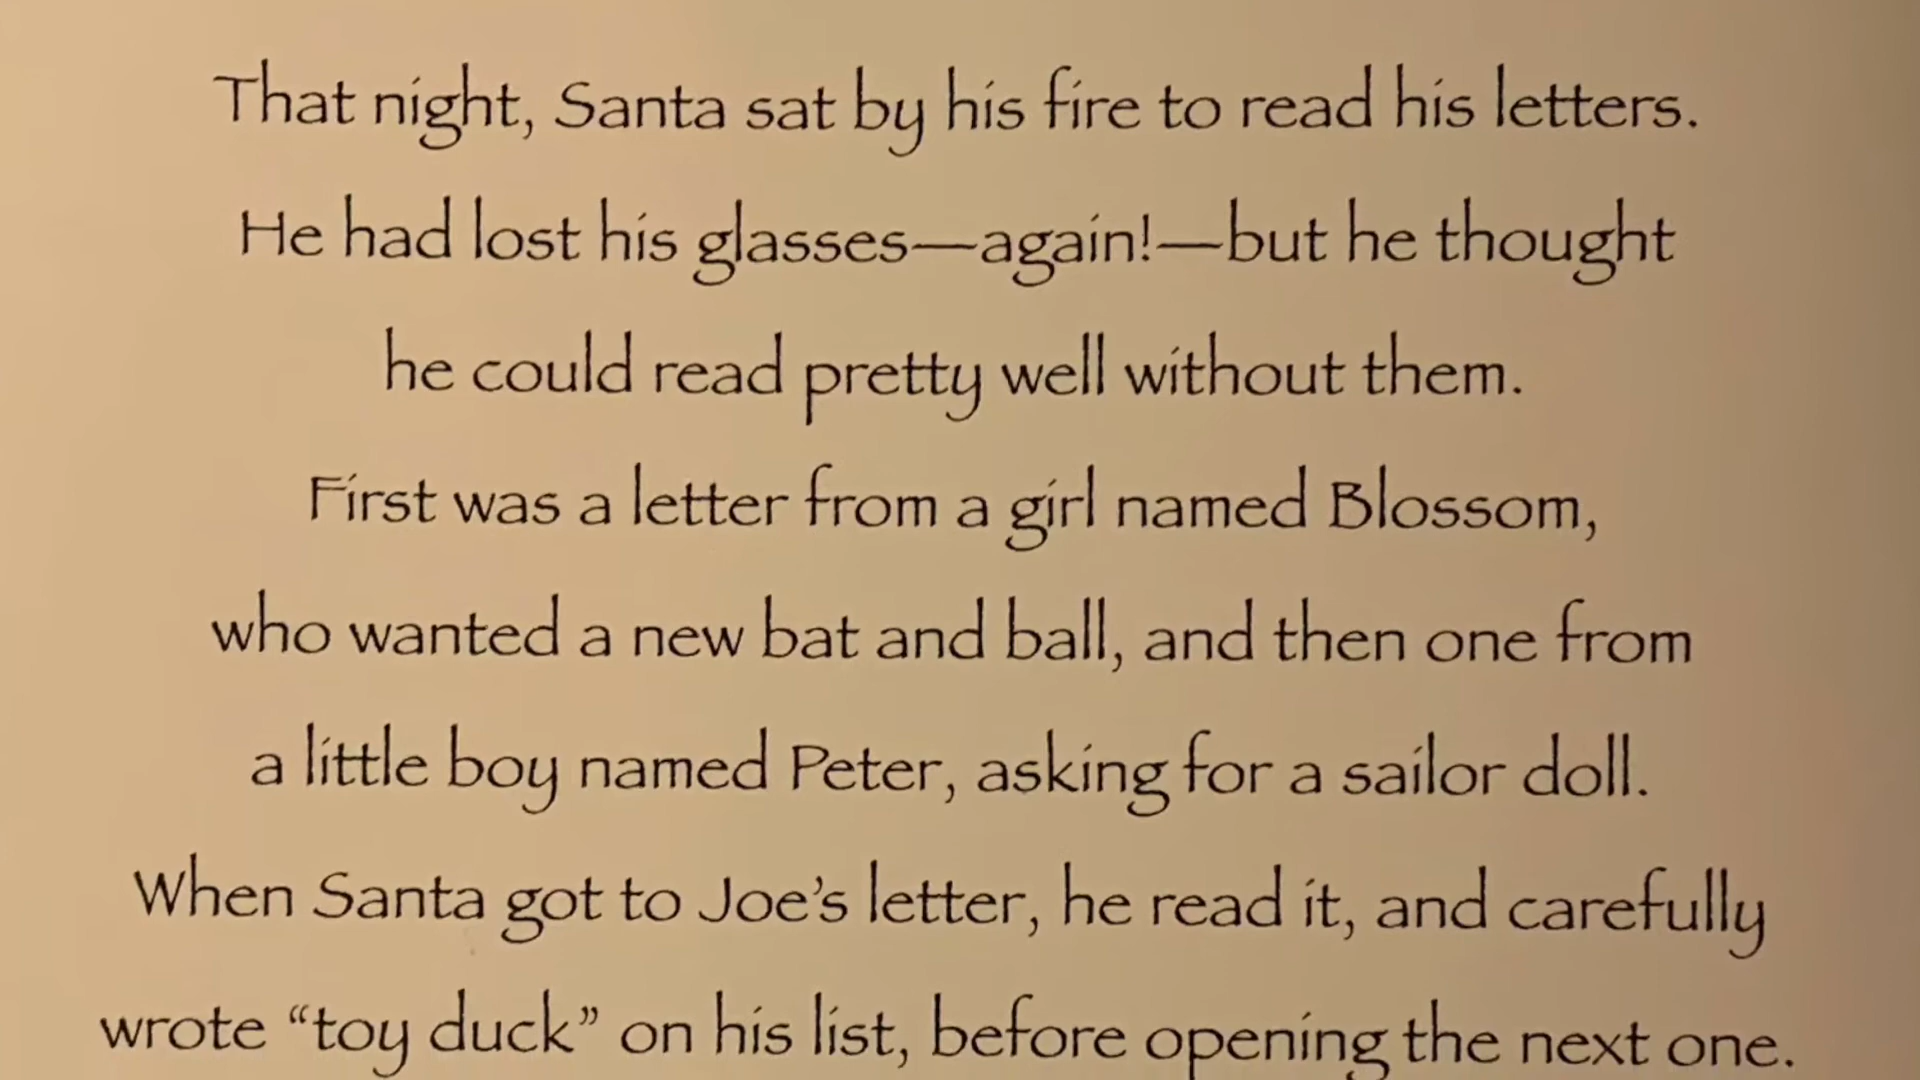 That night, Santa sat by his fire to read his letters.
He had lost his glasses—again!—but he thought
he could read pretty well without them.
First was a letter from a girl named Blossom,
who wanted a new bat and ball, and then one from
a little boy named Peter, asking for a sailor doll.
When Santa got to Joe’s letter, he read it, and carefully
wrote “toy duck” on his list, before opening the next one.